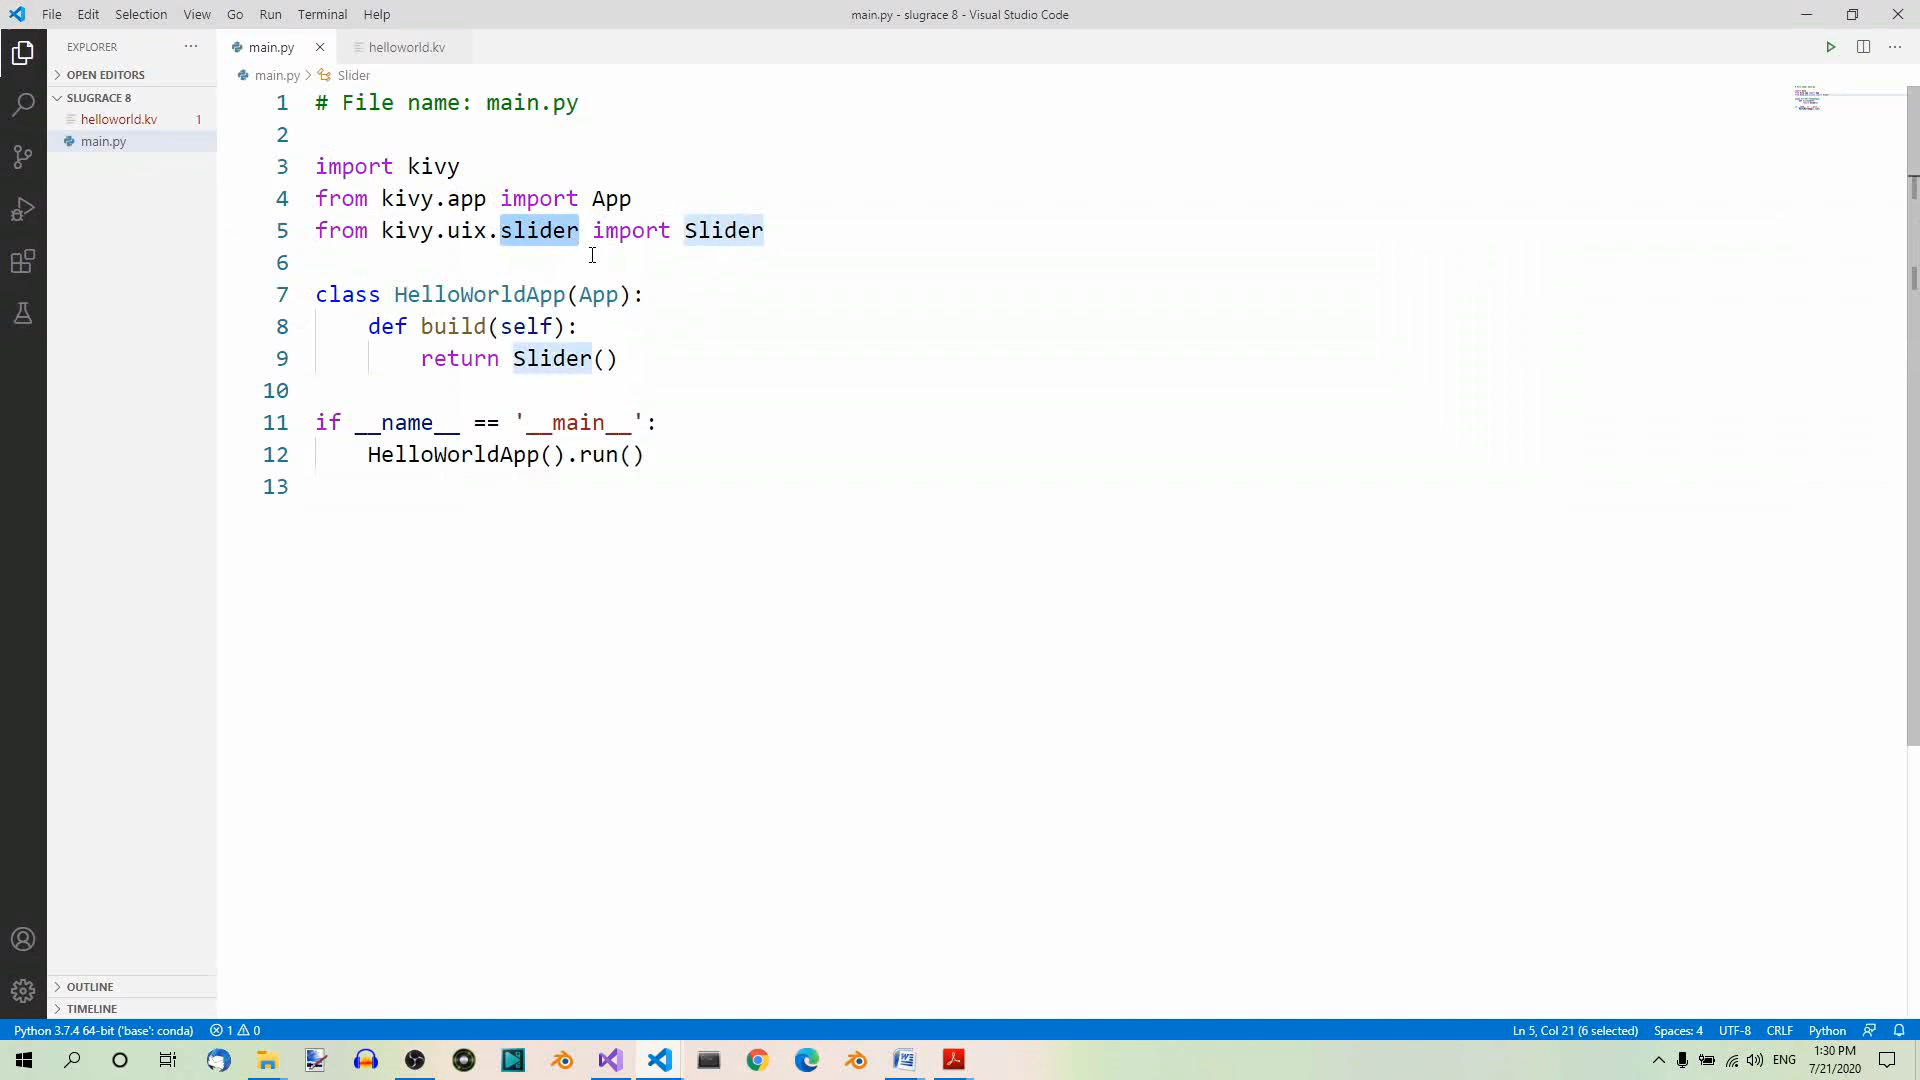 File Edit Selection View Go Run Terminal Help
main.py - slugrace 8 - Visual Studio Code
EXPLORER
OPEN EDITORS
SLUGRACE 8
helloworld.kv 1
main.py
OUTLINE
TIMELINE
main.py helloworld.kv
main.py > Slider
1 # File name: main.py
2
3 import kivy
4 from kivy.app import App
5 from kivy.uix.slider import Slider
6
7 class HelloWorldApp(App):
8 def build(self):
9 return Slider()
10
11 if __name__ == '__main__':
12 HelloWorldApp().run()
13
Python 3.7.4 64-bit ('base': conda) 1 0
Ln 5, Col 21 (6 selected) Spaces: 4 UTF-8 CRLF Python
ENG
1:30 PM
7/21/2020